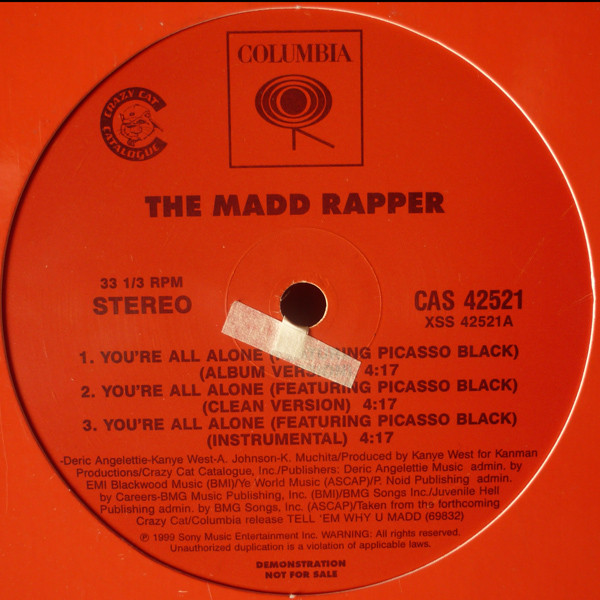 COLUMBIA
CRAZY CAT
CATALOGUE
THE MADD RAPPER
33 1/3 RPM
STEREO
CAS 42521
XSS 42521A
1. YOU'RE ALL ALONE ( ING PICASSO BLACK)
(ALBUM VER 4:17
2. YOU'RE ALL ALONE (FEATURING PICASSO BLACK)
(CLEAN VERSION) 4:17
3. YOU'RE ALL ALONE (FEATURING PICASSO BLACK)
(INSTRUMENTAL) 4:17
-Deric Angelettie-Kanye West-A. Johnson-K. Muchita/Produced by Kanye West for Kanman
Productions/Crazy Cat Catalogue, Inc./Publishers: Deric Angelettie Music admin. by
EMI Blackwood Music (BMI)/Ye World Music (ASCAP)/P. Noid Publishing admin.
by Careers-BMG Music Publishing, Inc. (BMI)/BMG Songs Inc./Juvenile Hell
Publishing admin. by BMG Songs, Inc. (ASCAP)/Taken from the forthcoming
Crazy Cat/Columbia release TELL 'EM WHY U MADD (69832)
℗ 1999 Sony Music Entertainment Inc. WARNING: All rights reserved.
Unauthorized duplication is a violation of applicable laws.
DEMONSTRATION
NOT FOR SALE